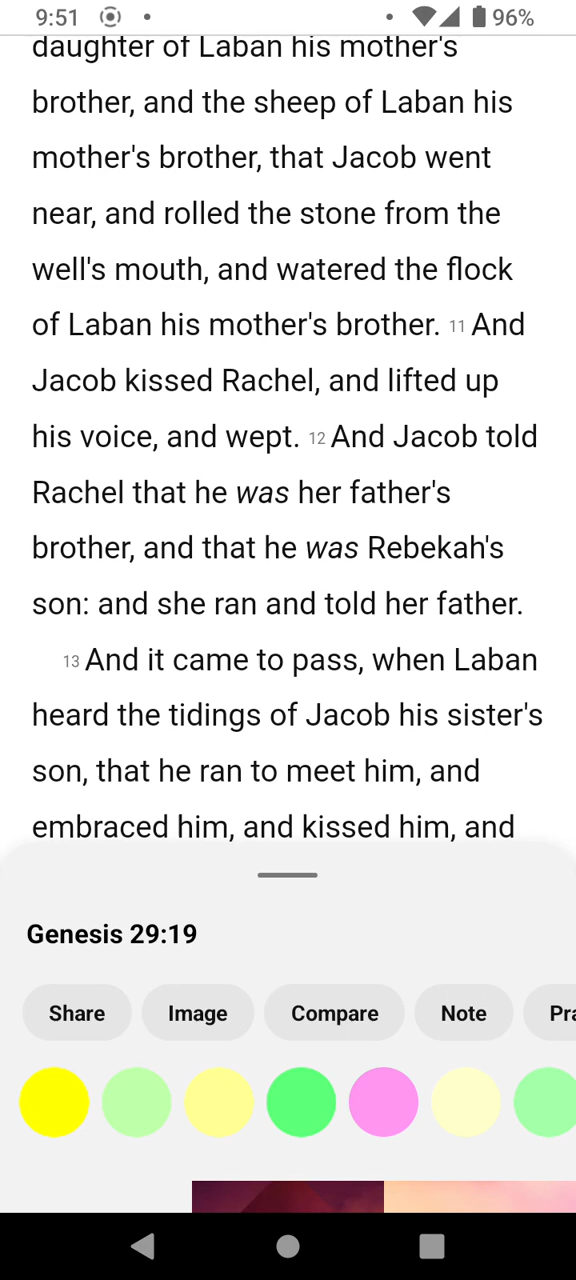 9:51
96%
daughter of Laban his mother's
brother, and the sheep of Laban his
mother's brother, that Jacob went
near, and rolled the stone from the
well's mouth, and watered the flock
of Laban his mother's brother. 11 And
Jacob kissed Rachel, and lifted up
his voice, and wept. 12 And Jacob told
Rachel that he was her father's
brother, and that he was Rebekah's
son: and she ran and told her father.
13 And it came to pass, when Laban
heard the tidings of Jacob his sister's
son, that he ran to meet him, and
embraced him, and kissed him, and
Genesis 29:19
Share Image Compare Note Pra